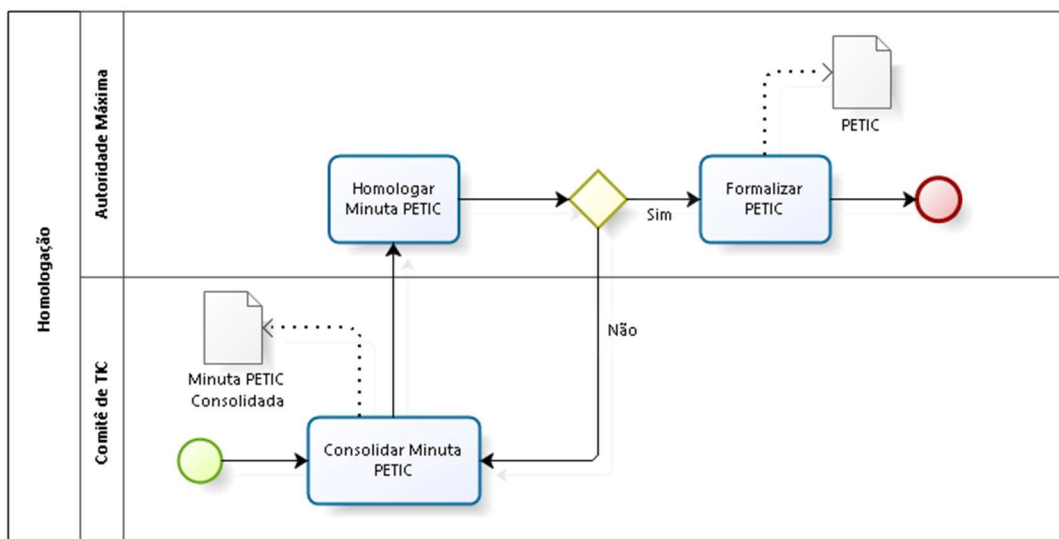 Homologação
Autoridade Máxima
PETIC
Homologar
Minuta PETIC
Sim
Formalizar
PETIC
Comitê de TIC
Não
Minuta PETIC
Consolidada
Consolidar Minuta
PETIC